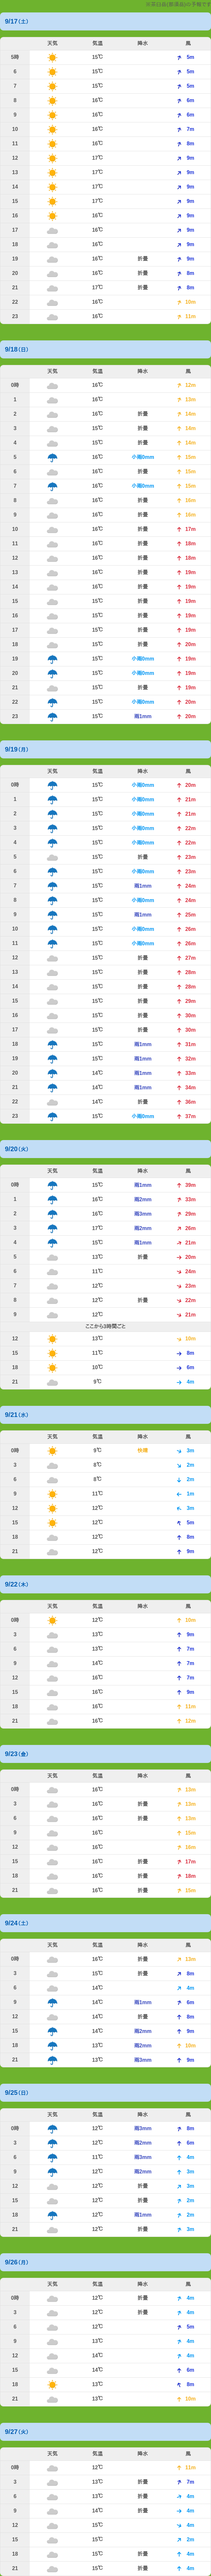 9/17(土)
天気 気温 降水 風
5時 15℃ 5m
6 15℃ 5m
7 15℃ 5m
8 16℃ 6m
9 16℃ 6m
10 16℃ 7m
11 16℃ 8m
12 17℃ 9m
13 17℃ 9m
14 17℃ 9m
15 17℃ 9m
16 16℃ 9m
17 16℃ 9m
18 16℃ 9m
19 16℃ 折畳 9m
20 16℃ 折畳 8m
21 17℃ 折畳 8m
22 16℃ 10m
23 16℃ 11m
9/18(日)
天気 気温 降水 風
0時 16℃ 12m
1 16℃ 13m
2 16℃ 折畳 14m
3 15℃ 折畳 14m
4 15℃ 折畳 14m
5 16℃ 小雨0mm 15m
6 16℃ 折畳 15m
7 16℃ 小雨0mm 15m
8 16℃ 折畳 16m
9 16℃ 折畳 16m
10 16℃ 折畳 17m
11 16℃ 折畳 18m
12 16℃ 折畳 18m
13 16℃ 折畳 19m
14 16℃ 折畳 19m
15 15℃ 折畳 19m
16 15℃ 折畳 19m
17 15℃ 折畳 19m
18 15℃ 折畳 20m
19 15℃ 小雨0mm 19m
20 15℃ 小雨0mm 19m
21 15℃ 折畳 19m
22 15℃ 小雨0mm 20m
23 15℃ 雨1mm 20m
9/19(月)
天気 気温 降水 風
0時 15℃ 小雨0mm 20m
1 15℃ 小雨0mm 21m
2 15℃ 小雨0mm 21m
3 15℃ 小雨0mm 22m
4 15℃ 小雨0mm 22m
5 15℃ 折畳 23m
6 15℃ 小雨0mm 23m
7 15℃ 雨1mm 24m
8 15℃ 小雨0mm 24m
9 15℃ 雨1mm 25m
10 15℃ 小雨0mm 26m
11 15℃ 小雨0mm 26m
12 15℃ 折畳 27m
13 15℃ 折畳 28m
14 15℃ 折畳 28m
15 15℃ 折畳 29m
16 15℃ 折畳 30m
17 15℃ 折畳 30m
18 15℃ 雨1mm 31m
19 15℃ 雨1mm 32m
20 14℃ 雨1mm 33m
21 14℃ 雨1mm 34m
22 14℃ 折畳 36m
23 15℃ 小雨0mm 37m
9/20(火)
天気 気温 降水 風
0時 15℃ 雨1mm 39m
1 16℃ 雨2mm 33m
2 16℃ 雨3mm 29m
3 17℃ 雨2mm 26m
4 15℃ 雨1mm 21m
5 13℃ 折畳 20m
6 11℃ 24m
7 12℃ 23m
8 12℃ 折畳 22m
9 12℃ 21m
ここから3時間ごと
12 13℃ 10m
15 11℃ 8m
18 10℃ 6m
21 9℃ 4m
9/21(水)
天気 気温 降水 風
0時 9℃ 快晴 3m
3 8℃ 2m
6 8℃ 2m
9 11℃ 1m
12 12℃ 3m
15 12℃ 5m
18 12℃ 8m
21 12℃ 9m
9/22(木)
天気 気温 降水 風
0時 12℃ 10m
3 13℃ 9m
6 13℃ 7m
9 14℃ 7m
12 16℃ 7m
15 16℃ 9m
18 16℃ 11m
21 16℃ 12m
9/23(金)
天気 気温 降水 風
0時 16℃ 13m
3 16℃ 折畳 13m
6 16℃ 折畳 13m
9 16℃ 15m
12 16℃ 16m
15 16℃ 折畳 17m
18 16℃ 折畳 18m
21 16℃ 折畳 15m
9/24(土)
天気 気温 降水 風
0時 16℃ 折畳 13m
3 15℃ 折畳 8m
6 14℃ 4m
9 14℃ 雨1mm 6m
12 14℃ 折畳 8m
15 14℃ 雨2mm 9m
18 13℃ 雨2mm 10m
21 13℃ 雨3mm 9m
9/25(日)
天気 気温 降水 風
0時 12℃ 雨3mm 8m
3 12℃ 雨2mm 6m
6 11℃ 雨3mm 4m
9 12℃ 雨2mm 3m
12 12℃ 折畳 3m
15 12℃ 折畳 2m
18 12℃ 雨1mm 2m
21 12℃ 折畳 3m
9/26(月)
天気 気温 降水 風
0時 12℃ 折畳 4m
3 12℃ 折畳 4m
6 12℃ 5m
9 13℃ 4m
12 14℃ 4m
15 14℃ 6m
18 13℃ 8m
21 13℃ 10m
9/27(火)
天気 気温 降水 風
0時 12℃ 11m
3 13℃ 折畳 7m
6 13℃ 折畳 4m
9 14℃ 折畳 4m
12 15℃ 4m
15 15℃ 2m
18 15℃ 折畳 4m
21 15℃ 折畳 4m